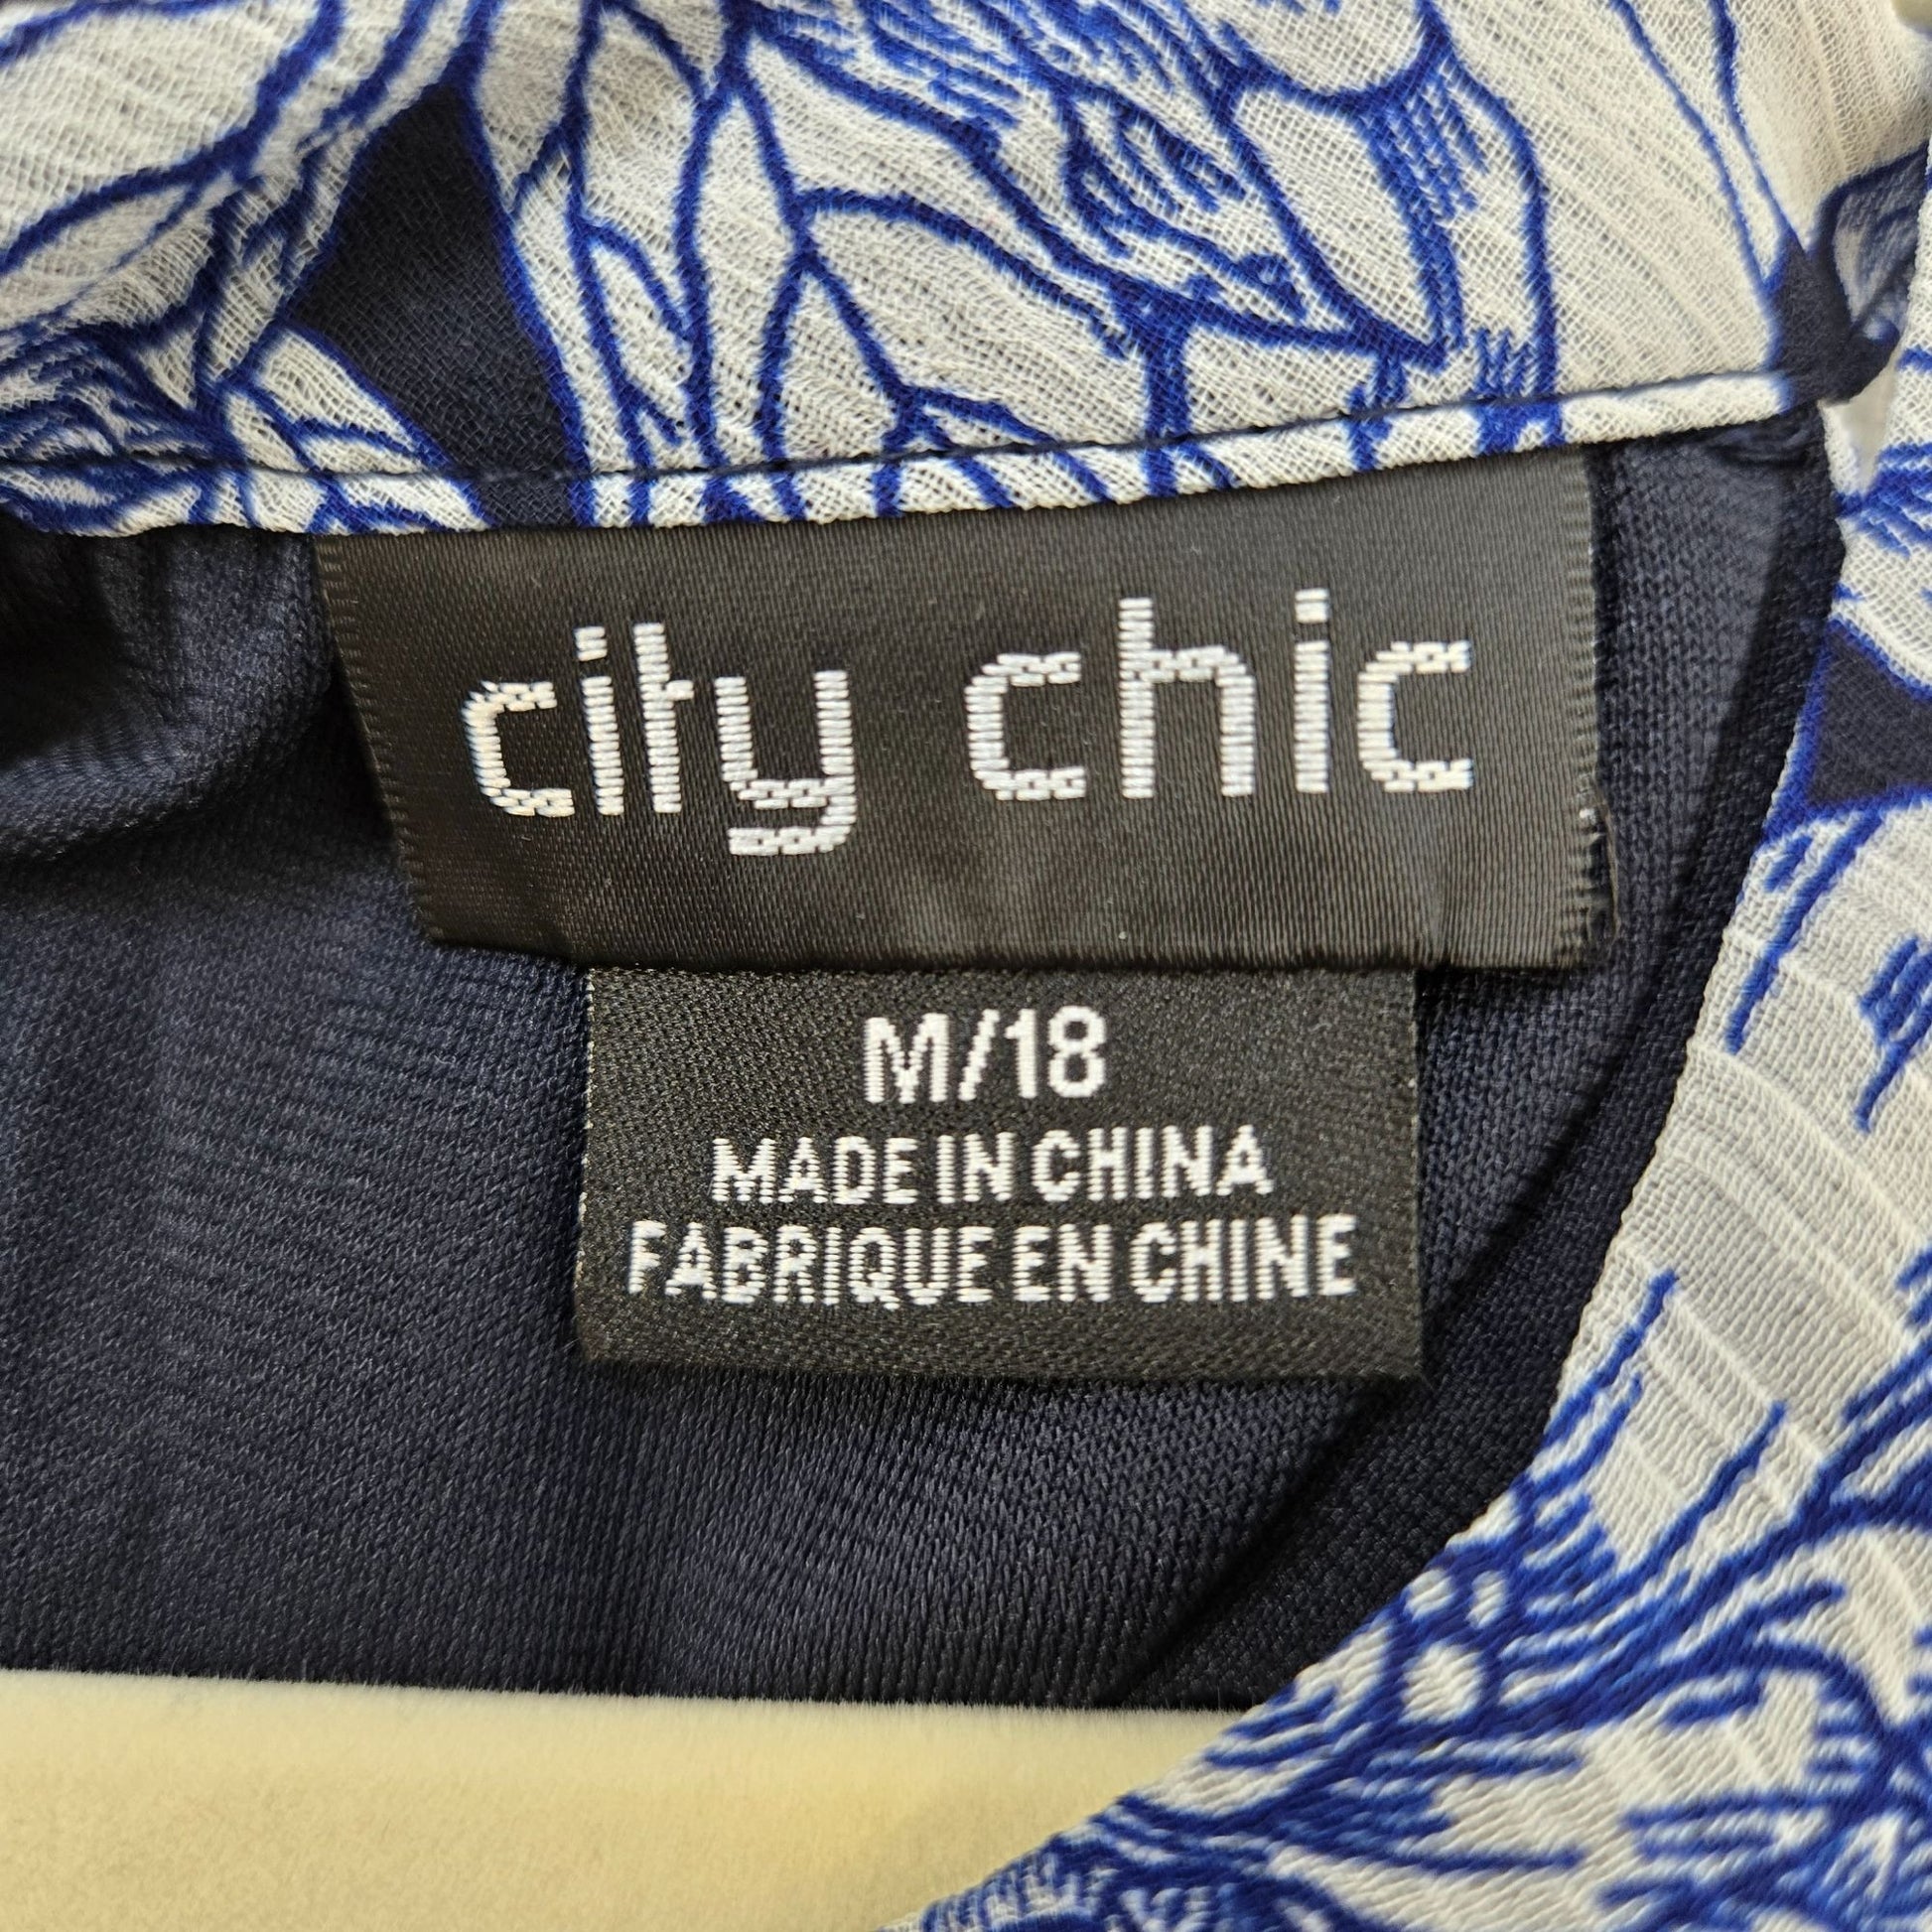 city chic
M/18
MADE IN CHINA
FABRIQUE EN CHINE